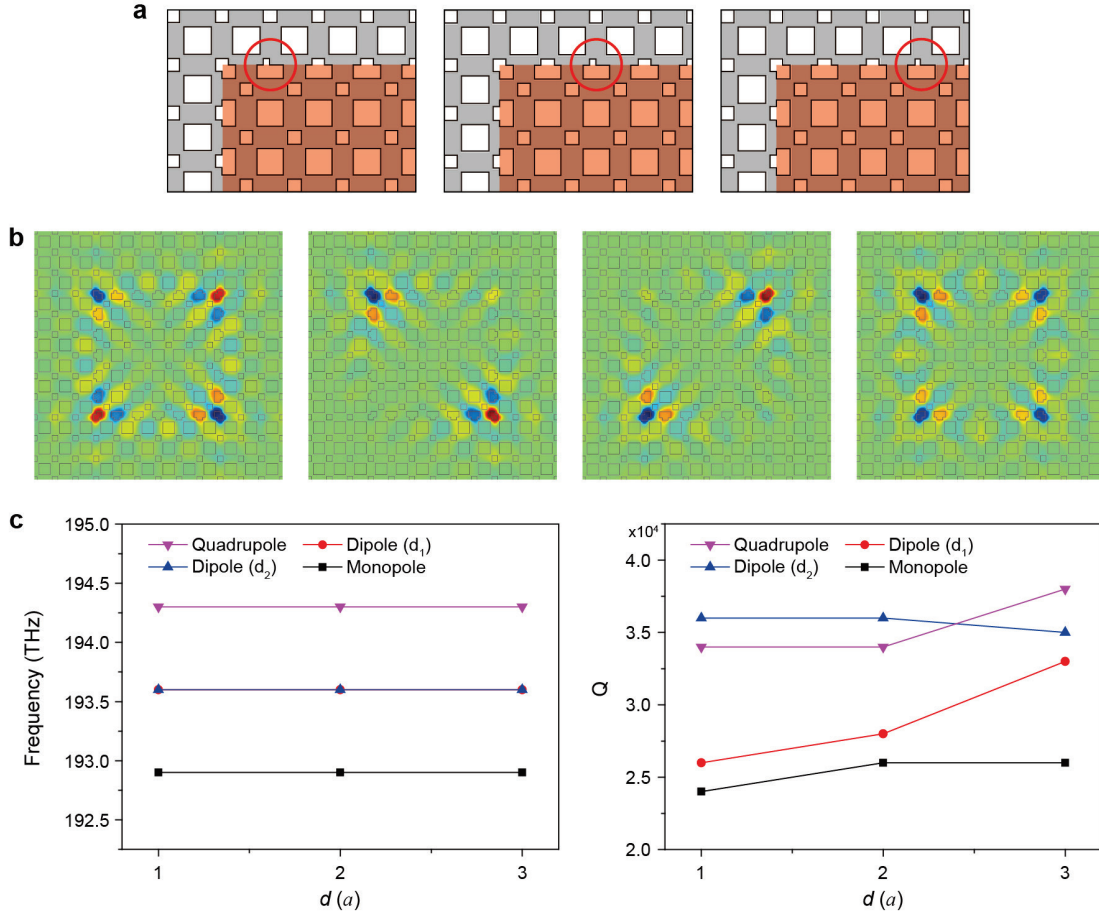 a
b
c
195.0
194.5
194.0
193.5
193.0
192.5
Frequency (THz)
Quadrupole
Dipole (d1)
Dipole (d2)
Monopole
1
2
3
d (a)
x10⁴
4.0
3.5
3.0
2.5
2.0
Q
Quadrupole
Dipole (d1)
Dipole (d2)
Monopole
1
2
3
d (a)